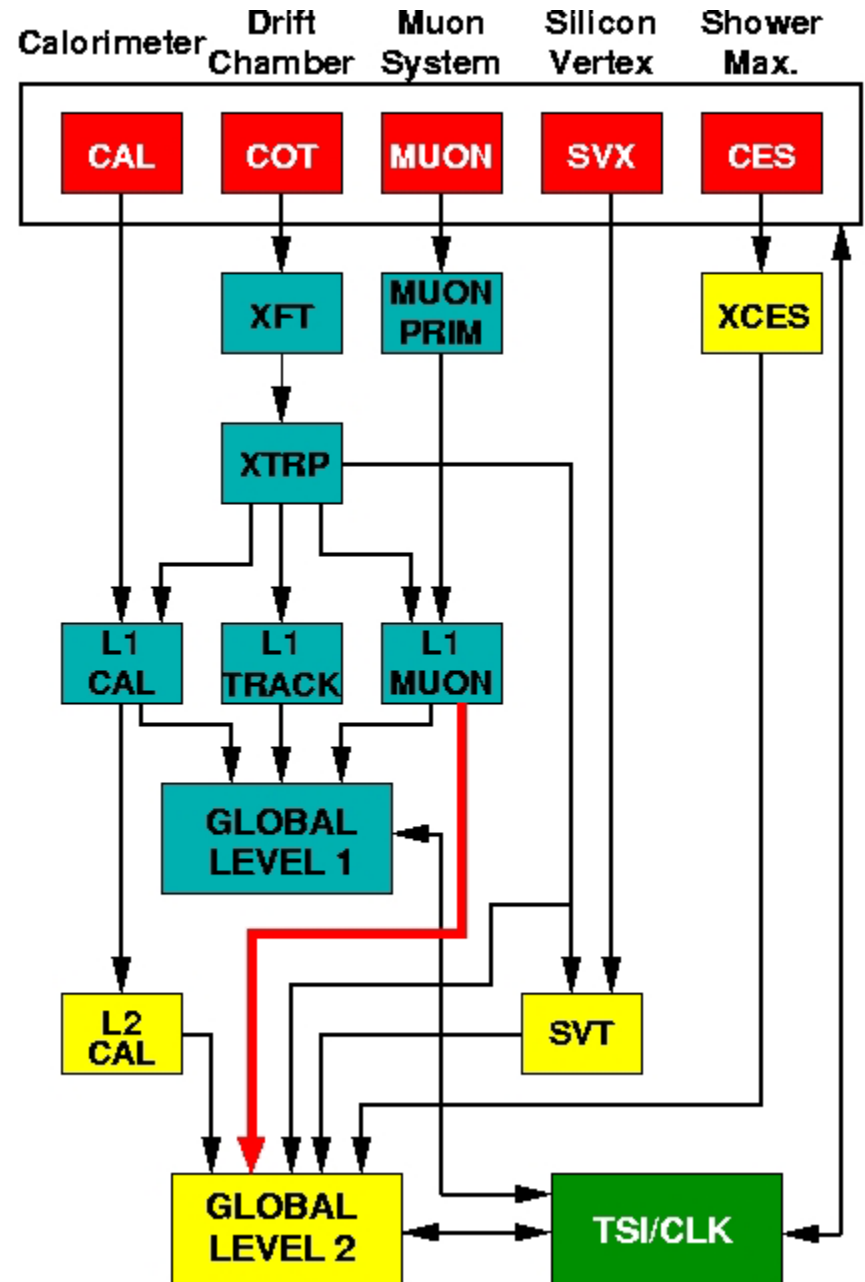 Calorimeter
Drift
Chamber
Muon
System
Silicon
Vertex
Shower
Max.
CAL
COT
MUON
SVX
CES
XFT
MUON
PRIM
XCES
XTRP
L1
CAL
L1
TRACK
L1
MUON
GLOBAL
LEVEL 1
L2
CAL
SVT
GLOBAL
LEVEL 2
TSI/CLK